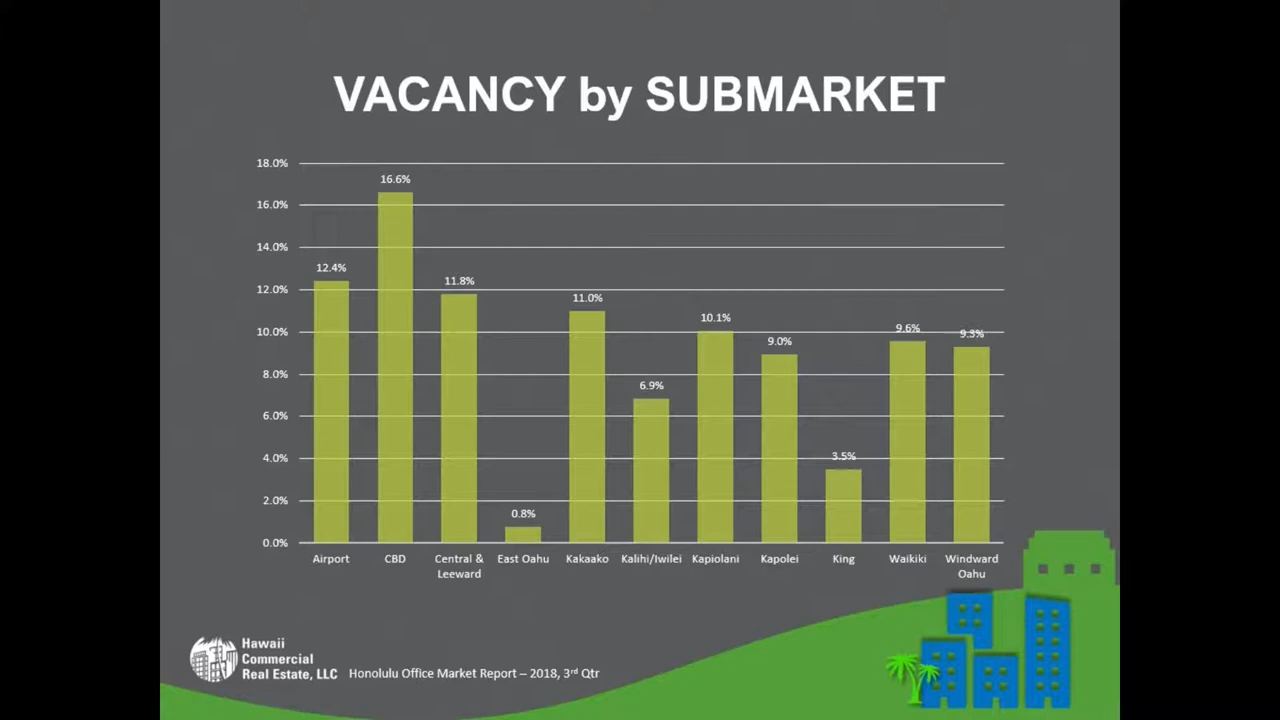 VACANCY by SUBMARKET
18.0%
16.0%
14.0%
12.0%
10.0%
8.0%
6.0%
4.0%
2.0%
0.0%
12.4%
16.6%
11.8%
0.8%
11.0%
6.9%
10.1%
9.0%
3.5%
9.6%
9.3%
Airport
CBD
Central &
Leeward
East Oahu
Kakaako
Kalihi/Iwilei
Kapiolani
Kapolei
King
Waikiki
Windward
Oahu
Hawaii
Commercial
Real Estate, LLC
Honolulu Office Market Report – 2018, 3rd Qtr